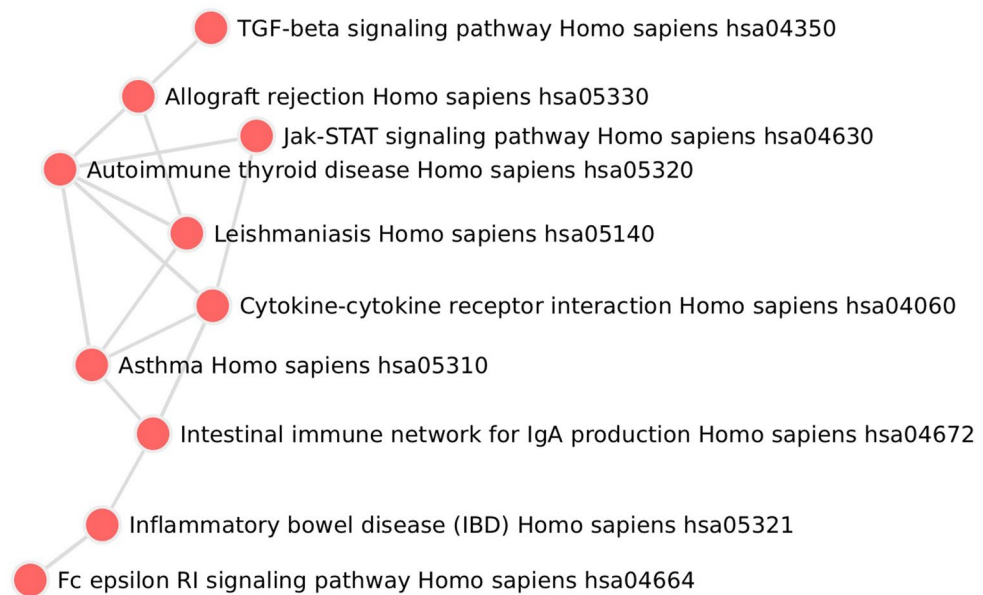 TGF-beta signaling pathway Homo sapiens hsa04350
Allograft rejection Homo sapiens hsa05330
Jak-STAT signaling pathway Homo sapiens hsa04630
Autoimmune thyroid disease Homo sapiens hsa05320
Leishmaniasis Homo sapiens hsa05140
Cytokine-cytokine receptor interaction Homo sapiens hsa04060
Asthma Homo sapiens hsa05310
Intestinal immune network for IgA production Homo sapiens hsa04672
Inflammatory bowel disease (IBD) Homo sapiens hsa05321
Fc epsilon RI signaling pathway Homo sapiens hsa04664